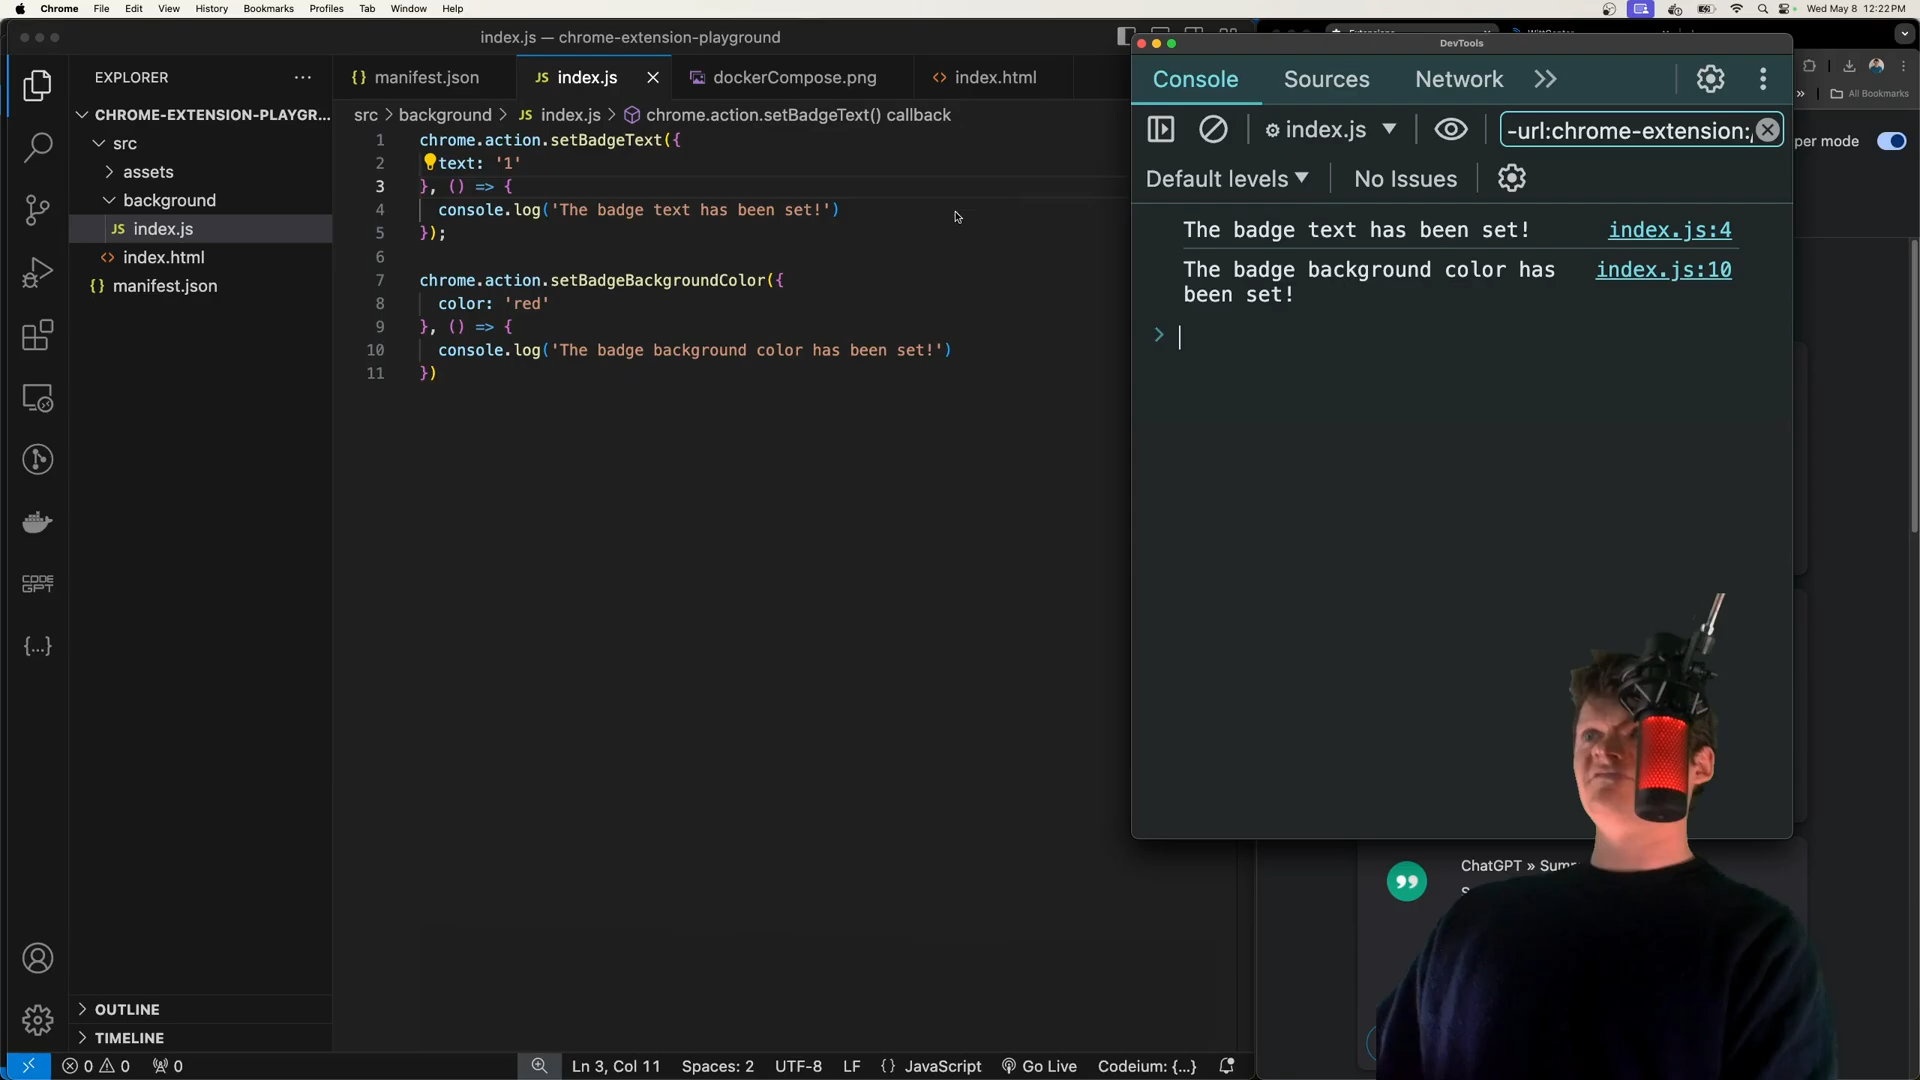 Chrome File Edit View History Bookmarks Profiles Tab Window Help
Wed May 8 12:22 PM
index.js — chrome-extension-playground
EXPLORER
CHROME-EXTENSION-PLAYGR...
src
assets
background
JS index.js
<> index.html
{} manifest.json
CODE
GPT
{...}
OUTLINE
TIMELINE
{} manifest.json
JS index.js
dockerCompose.png
<> index.html
src > background > JS index.js > chrome.action.setBadgeText() callback
1 chrome.action.setBadgeText({
2 text: '1'
3 }, () => {
4 console.log('The badge text has been set!')
5 });
6
7 chrome.action.setBadgeBackgroundColor({
8 color: 'red'
9 }, () => {
10 console.log('The badge background color has been set!')
11 })
0 0 0
Ln 3, Col 11 Spaces: 2 UTF-8 LF {} JavaScript Go Live Codeium: {...}
DevTools
Console Sources Network
index.js
-url:chrome-extension:/
Default levels No Issues
The badge text has been set! index.js:4
The badge background color has index.js:10
been set!
>
All Bookmarks
per mode
ChatGPT » Sum